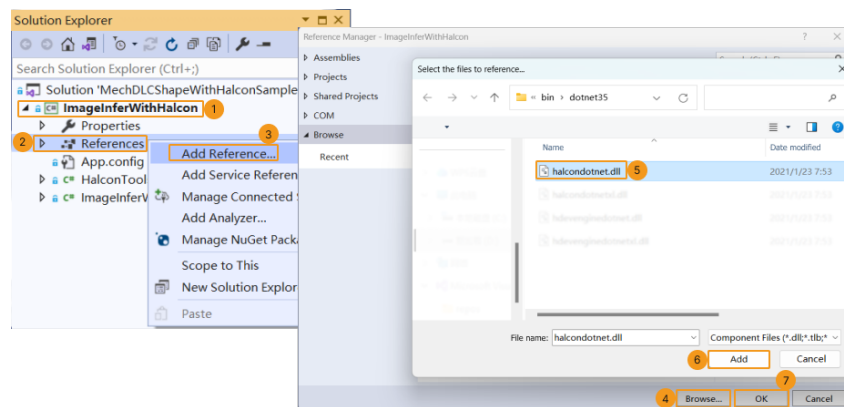 Solution Explorer
Search Solution Explorer (Ctrl+;)
Solution 'MechDLCShapeWithHalconSample
ImageInferWithHalcon 1
Properties
2 References
App.config
HalconTool
ImageInferW
3
Add Reference...
Add Service Referen
Manage Connected
Add Analyzer...
Manage NuGet Pack
Scope to This
New Solution Explor
Paste
Reference Manager - ImageInferWithHalcon
Assemblies
Projects
Shared Projects
COM
Browse
Recent
Select the files to reference...
« bin › dotnet35
Name
Date modified
halcondotnet.dll 5
2021/1/23 7:53
File name: halcondotnet.dll
Component Files (*.dll;*.tlb;*
6 Add
Cancel
7
4 Browse...
OK
Cancel